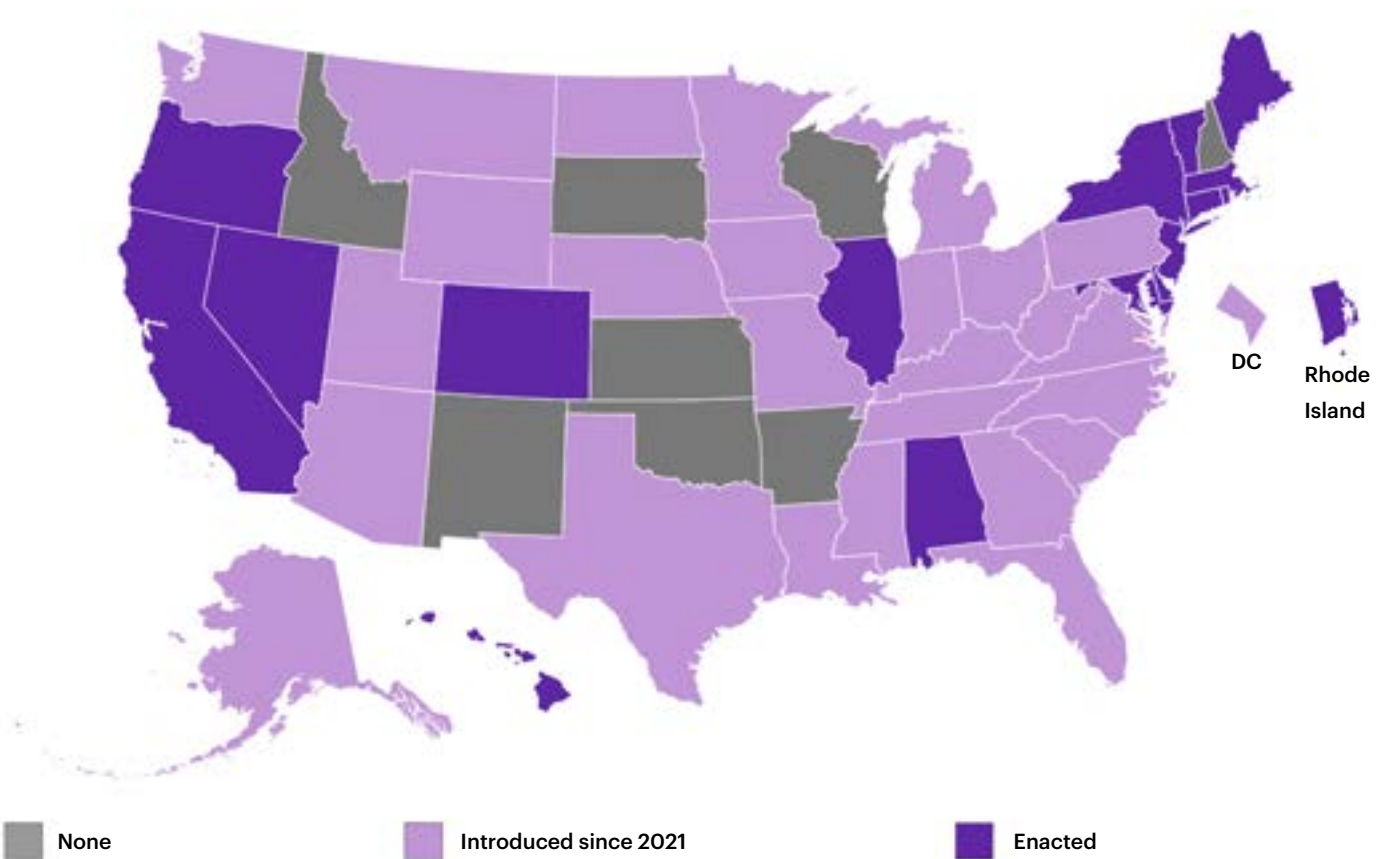 DC
Rhode
Island
None
Introduced since 2021
Enacted